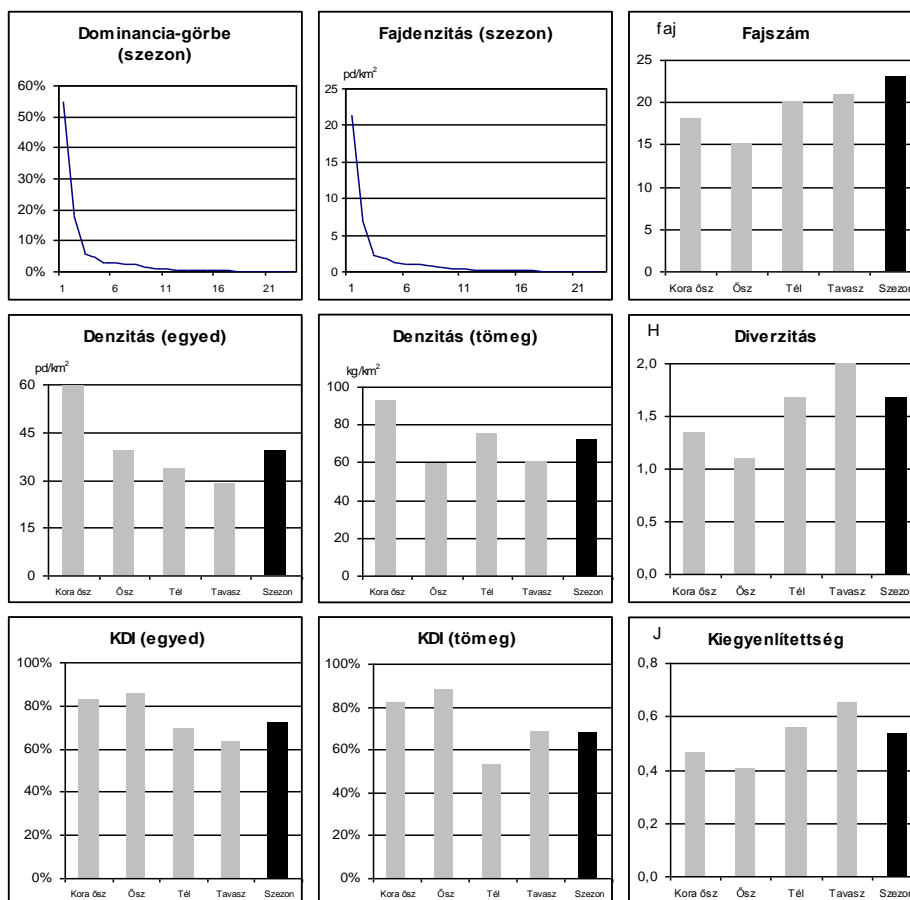 Dominancia-görbe
(szezon)
60%
50%
40%
30%
20%
10%
0%
1 6 11 16 21
Fajdenzitás (szezon)
pd/km²
25
20
15
10
5
0
1 6 11 16 21
faj Fajszám
25
20
15
10
5
0
Kora ősz Ősz Tél Tavasz Szezon
Denzitás (egyed)
pd/km²
60
45
30
15
0
Kora ősz Ősz Tél Tavasz Szezon
Denzitás (tömeg)
kg/km²
100
80
60
40
20
0
Kora ősz Ősz Tél Tavasz Szezon
H Diverzitás
2,0
1,5
1,0
0,5
0,0
Kora ősz Ősz Tél Tavasz Szezon
KDI (egyed)
100%
80%
60%
40%
20%
0%
Kora ősz Ősz Tél Tavasz Szezon
KDI (tömeg)
100%
80%
60%
40%
20%
0%
Kora ősz Ősz Tél Tavasz Szezon
J Kiegyenlítettség
0,8
0,6
0,4
0,2
0,0
Kora ősz Ősz Tél Tavasz Szezon